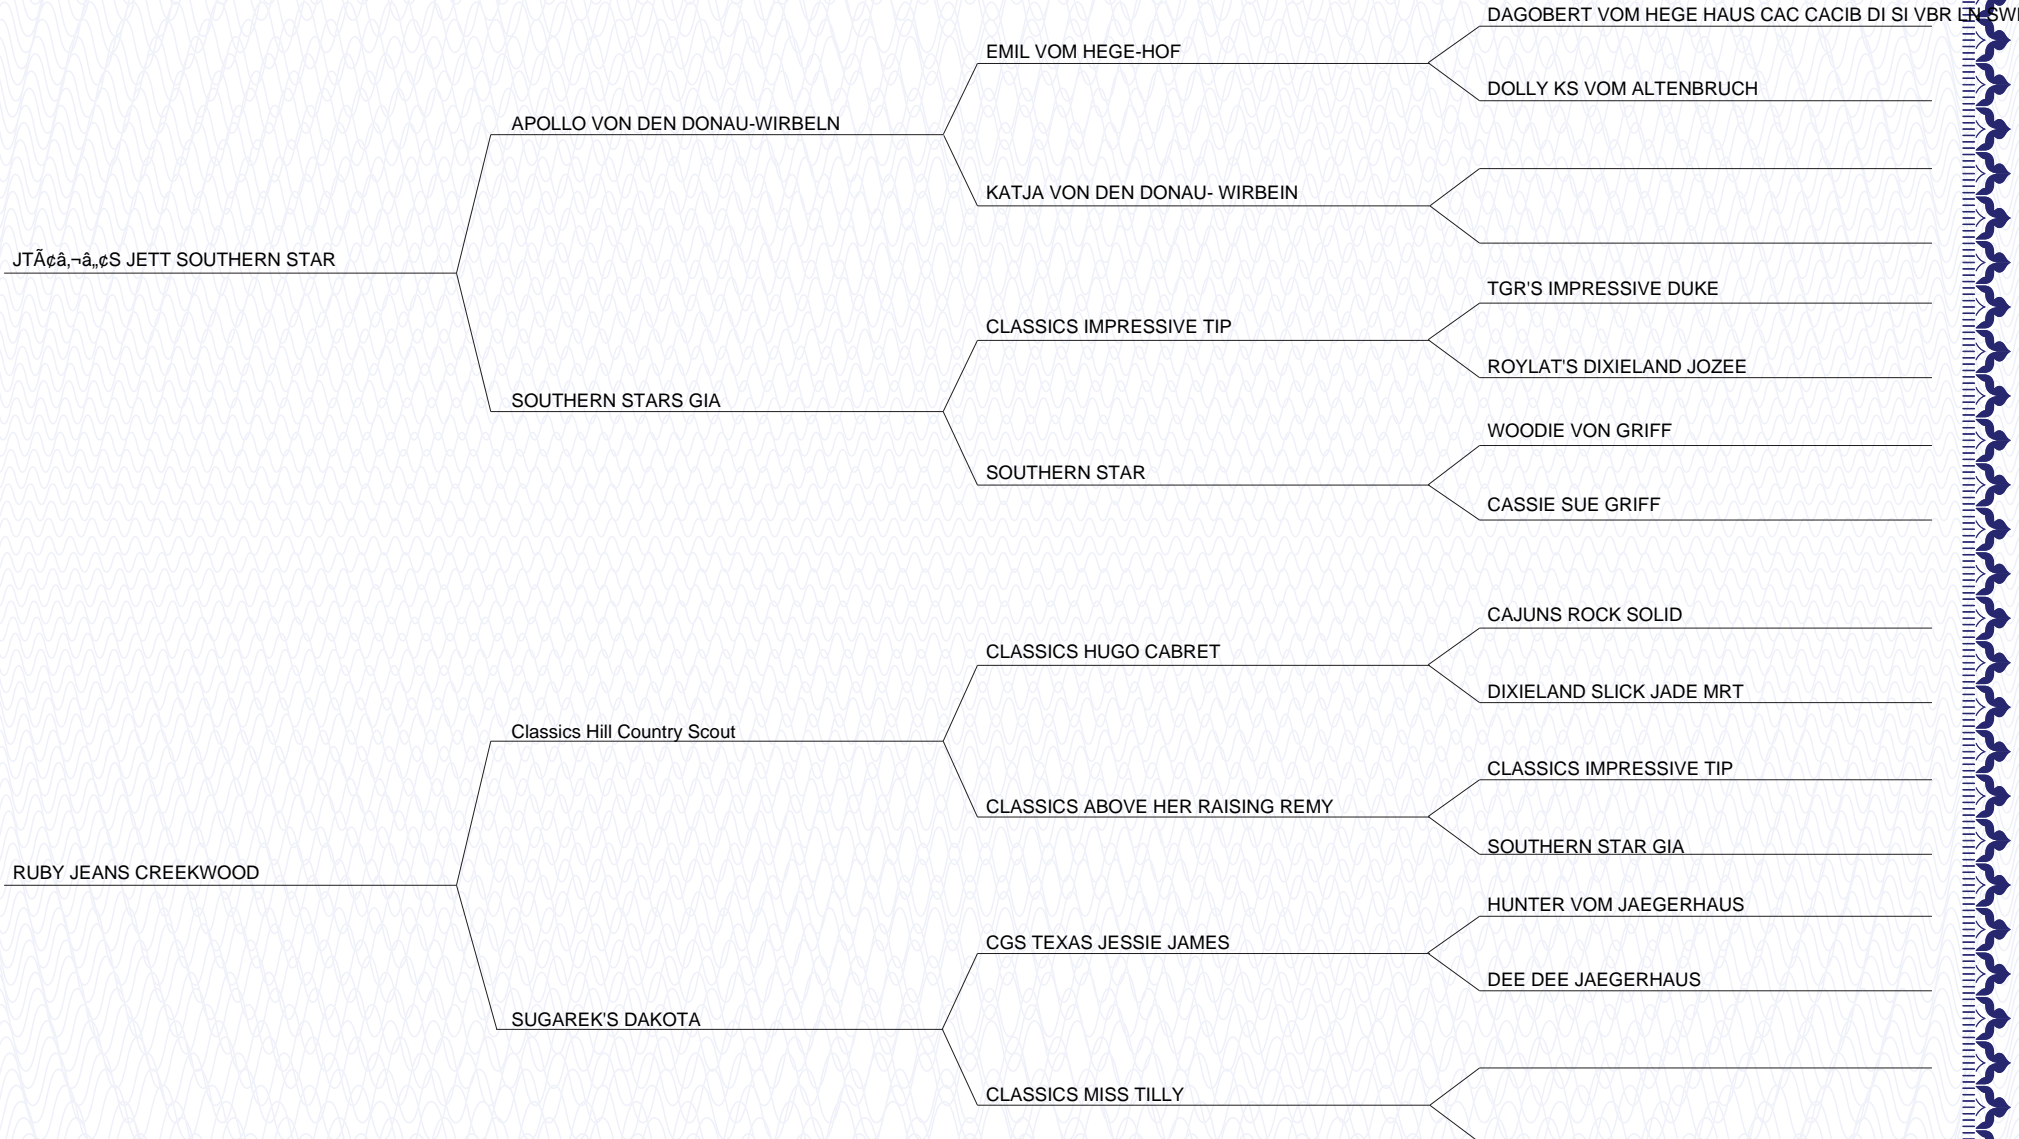 DAGOBERT VOM HEGE HAUS CAC CACIB DI SI VBR LN SW
EMIL VOM HEGE-HOF
DOLLY KS VOM ALTENBRUCH
APOLLO VON DEN DONAU-WIRBELN
KATJA VON DEN DONAU- WIRBEIN
JTÃ¢â‚¬â„¢S JETT SOUTHERN STAR
TGR'S IMPRESSIVE DUKE
CLASSICS IMPRESSIVE TIP
ROYLAT'S DIXIELAND JOZEE
SOUTHERN STARS GIA
WOODIE VON GRIFF
SOUTHERN STAR
CASSIE SUE GRIFF
CAJUNS ROCK SOLID
CLASSICS HUGO CABRET
DIXIELAND SLICK JADE MRT
Classics Hill Country Scout
CLASSICS IMPRESSIVE TIP
CLASSICS ABOVE HER RAISING REMY
SOUTHERN STAR GIA
RUBY JEANS CREEKWOOD
HUNTER VOM JAEGERHAUS
CGS TEXAS JESSIE JAMES
DEE DEE JAEGERHAUS
SUGAREK'S DAKOTA
CLASSICS MISS TILLY